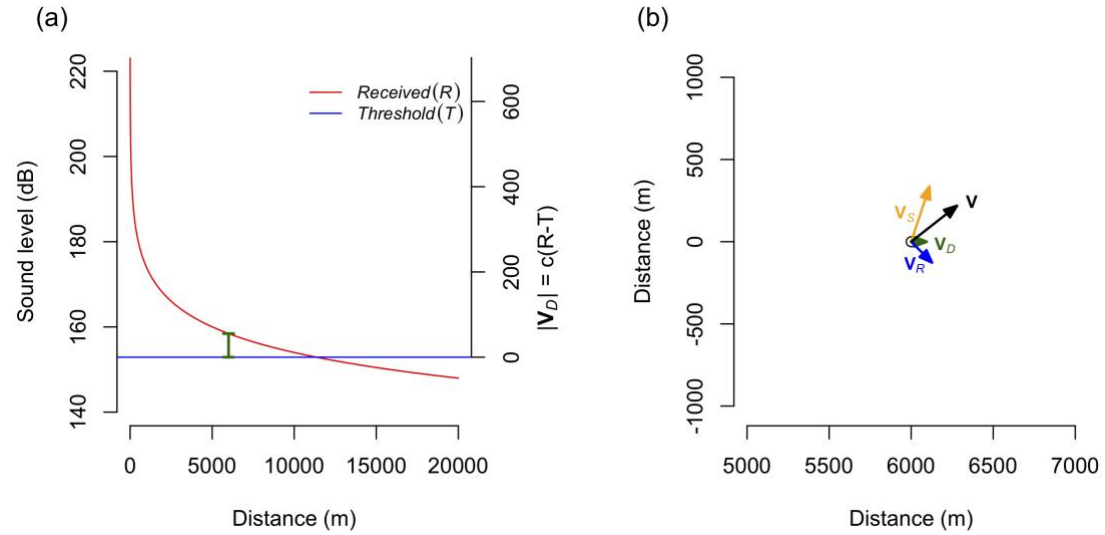 (a)
220
200
180
160
140
Sound level (dB)
Received(R)
Threshold(T)
600
400
200
0
|V_D| = c(R-T)
0
5000
10000
15000
20000
Distance (m)
(b)
1000
500
0
-500
-1000
Distance (m)
V_S
V
V_D
V_R
5000
5500
6000
6500
7000
Distance (m)